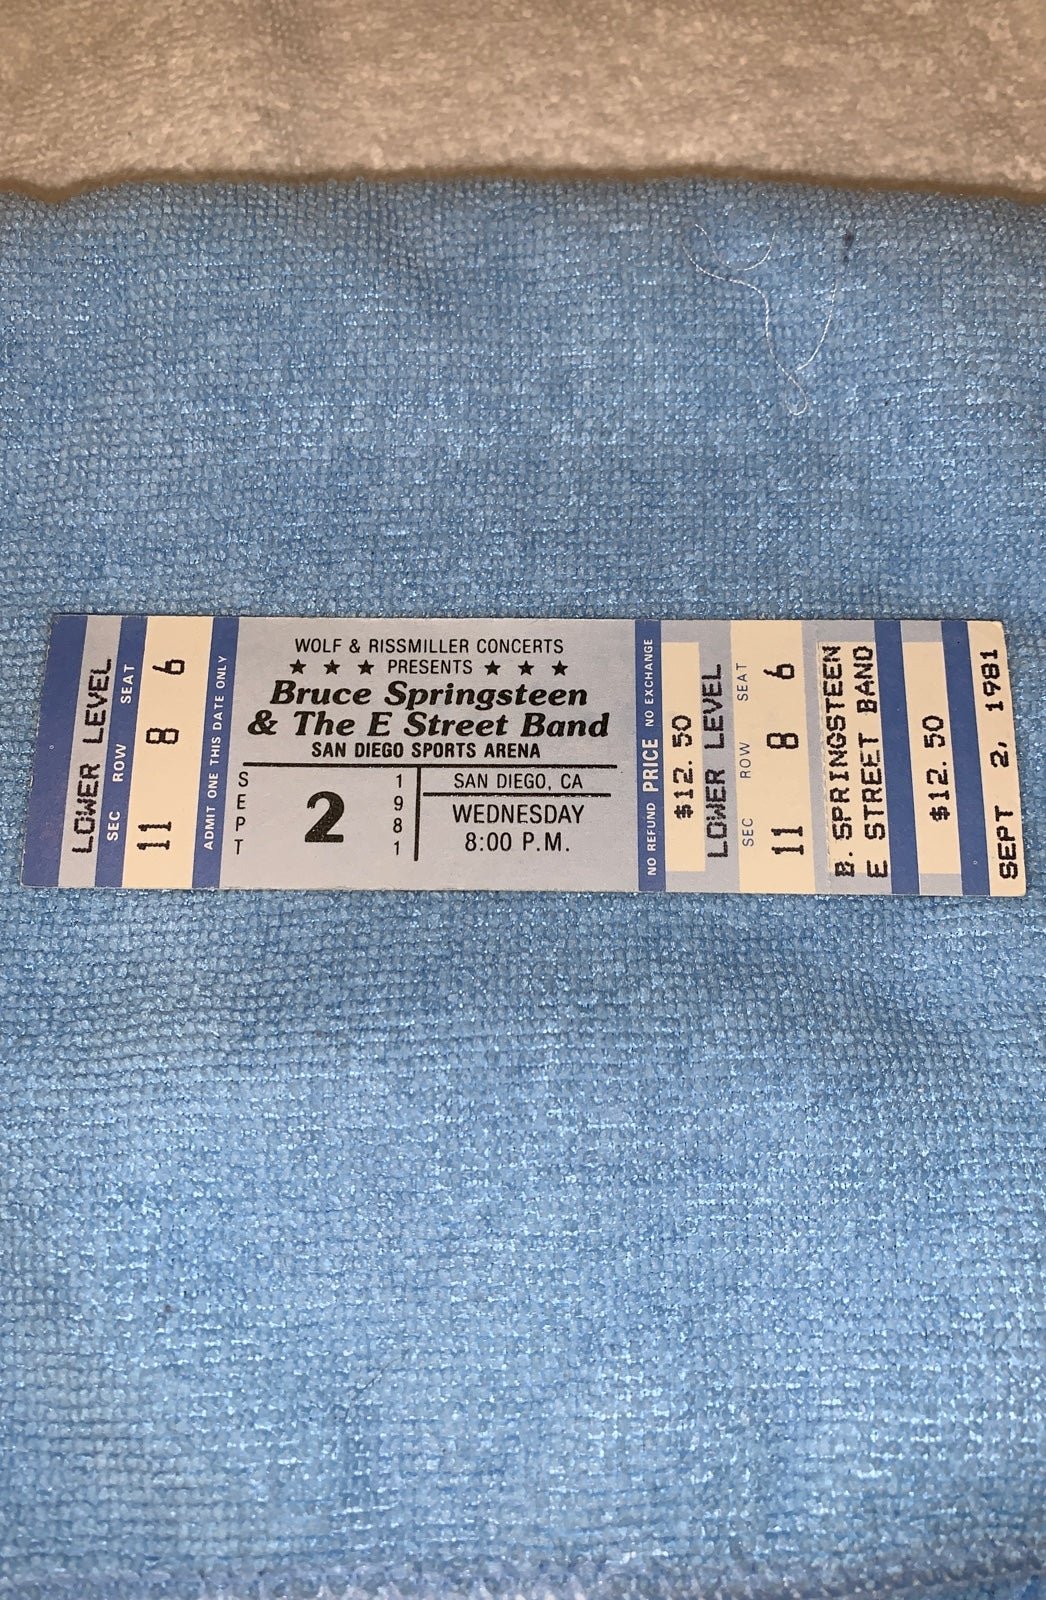 LOWER LEVEL
SEC ROW SEAT
11 8 6
ADMIT ONE THIS DATE ONLY
WOLF & RISSMILLER CONCERTS
★ ★ ★ PRESENTS ★ ★ ★
Bruce Springsteen
& The E Street Band
SAN DIEGO SPORTS ARENA
SEPT
2
1981
SAN DIEGO, CA
WEDNESDAY
8:00 P.M.
NO REFUND PRICE NO EXCHANGE
$12.50
LOWER LEVEL
SEC ROW SEAT
11 8 6
B. SPRINGSTEEN
E STREET BAND
$12.50
SEPT 2, 1981